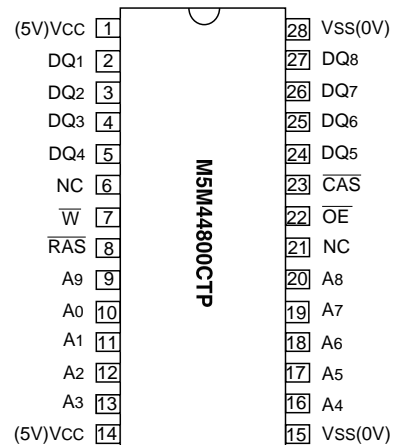 (5V)VCC 1 28 VSS(0V)
DQ1 2 27 DQ8
DQ2 3 26 DQ7
DQ3 4 25 DQ6
DQ4 5 24 DQ5
NC 6 23 C̅A̅S̅
W̅ 7 22 O̅E̅
R̅A̅S̅ 8 21 NC
A9 9 20 A8
A0 10 19 A7
A1 11 18 A6
A2 12 17 A5
A3 13 16 A4
(5V)VCC 14 15 VSS(0V)
M5M44800CTP